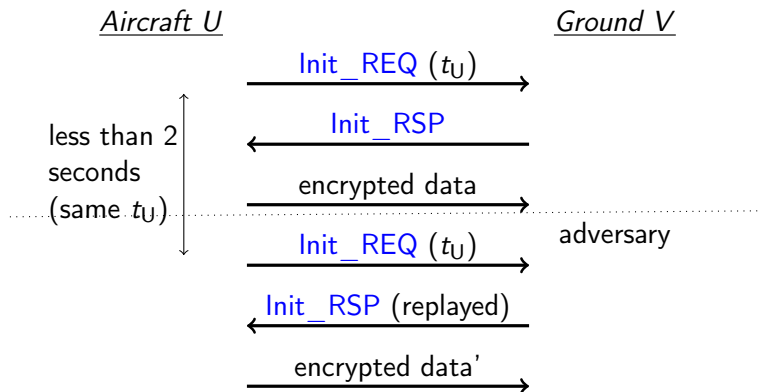 Aircraft U
Ground V
Init_REQ (tU)
less than 2
seconds
(same tU)
Init_RSP
encrypted data
adversary
Init_REQ (tU)
Init_RSP (replayed)
encrypted data'